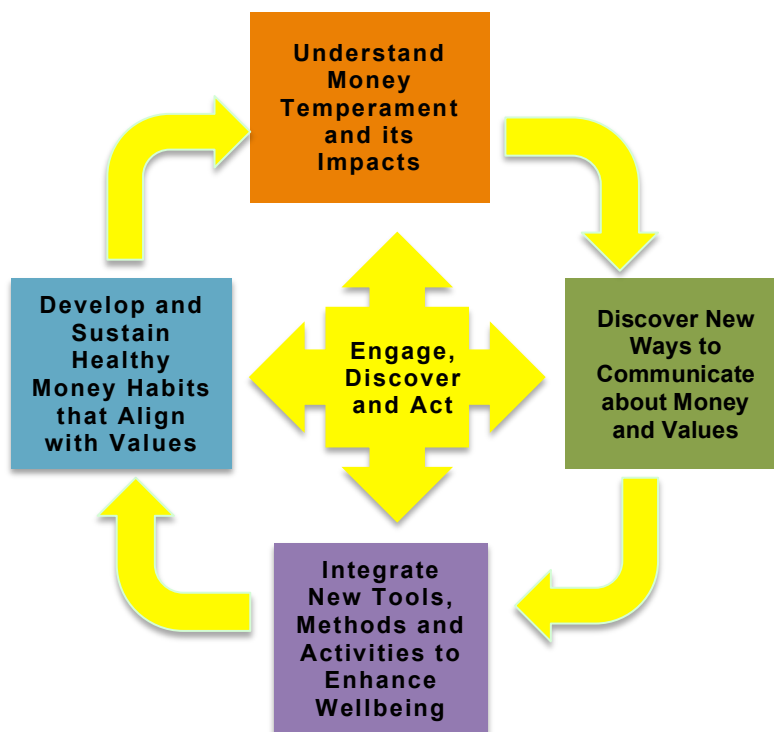 Understand
Money
Temperament
and its
Impacts
Develop and
Sustain
Healthy
Money Habits
that Align
with Values
Engage,
Discover
and Act
Discover New
Ways to
Communicate
about Money
and Values
Integrate
New Tools,
Methods and
Activities to
Enhance
Wellbeing